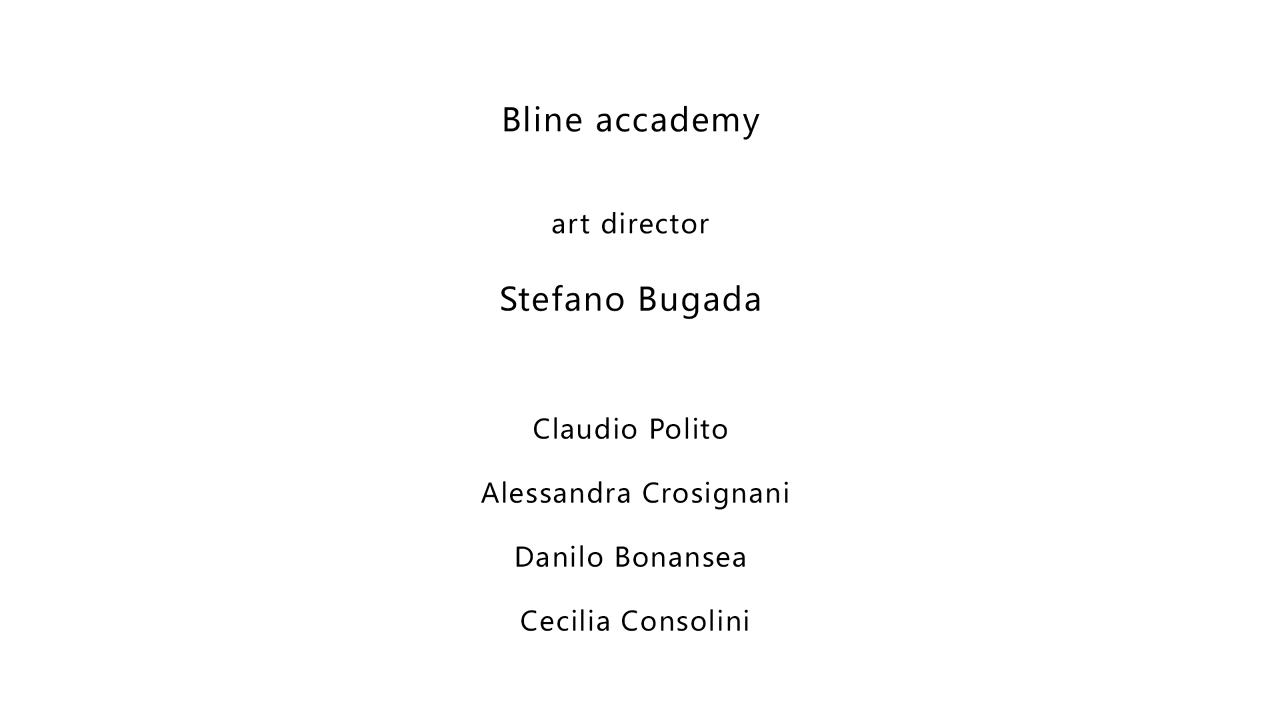 Bline accademy
art director
Stefano Bugada
Claudio Polito
Alessandra Crosignani
Danilo Bonansea
Cecilia Consolini